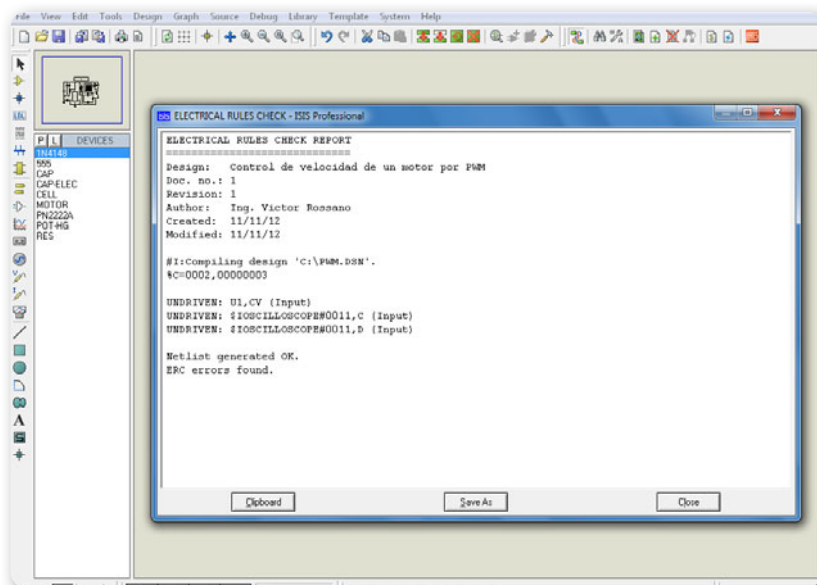 File View Edit Tools Design Graph Source Debug Library Template System Help
LBL
P L DEVICES
1N4148
555
CAP
CAP-ELEC
CELL
MOTOR
PN2222A
POT-HG
RES
A
isis ELECTRICAL RULES CHECK - ISIS Professional
ELECTRICAL RULES CHECK REPORT
=============================
Design: Control de velocidad de un motor por PWM
Doc. no.: 1
Revision: 1
Author: Ing. Victor Rossano
Created: 11/11/12
Modified: 11/11/12
#I:Compiling design 'C:\PWM.DSN'.
%C=0002,00000003
UNDRIVEN: U1,CV (Input)
UNDRIVEN: $IOSCILLOSCOPE#0011,C (Input)
UNDRIVEN: $IOSCILLOSCOPE#0011,D (Input)
Netlist generated OK.
ERC errors found.
Clipboard Save As Close